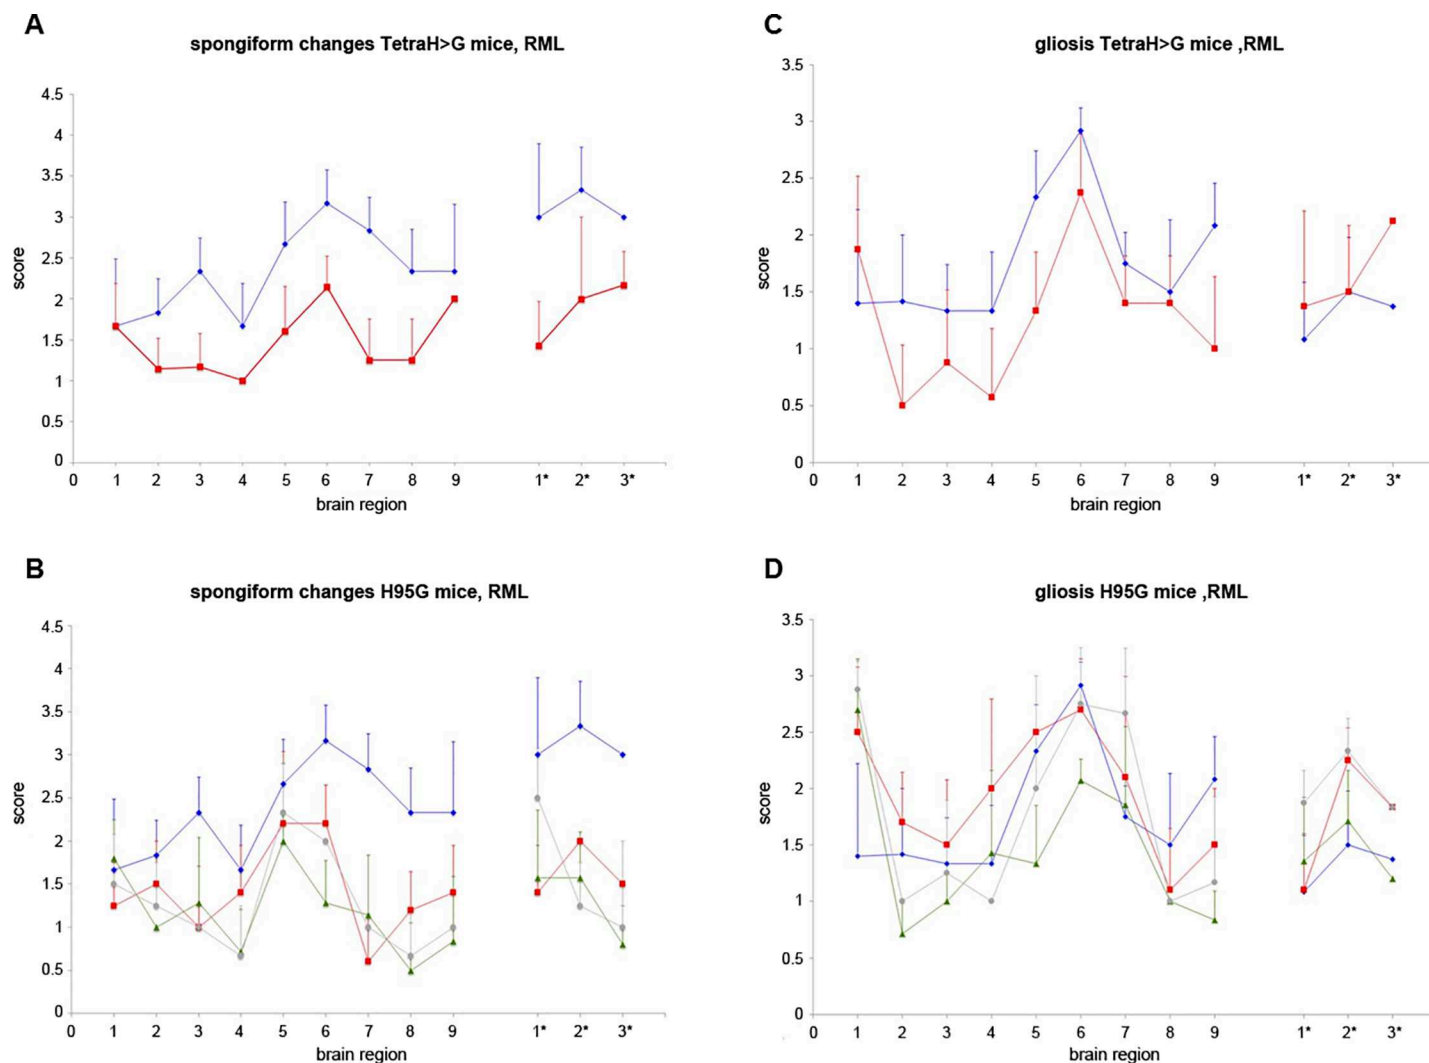 A
spongiform changes TetraH>G mice, RML
4.5
4
3.5
3
2.5
2
1.5
1
0.5
0
score
0 1 2 3 4 5 6 7 8 9 1* 2* 3*
brain region
C
gliosis TetraH>G mice ,RML
3.5
3
2.5
2
1.5
1
0.5
0
score
0 1 2 3 4 5 6 7 8 9 1* 2* 3*
brain region
B
spongiform changes H95G mice, RML
4.5
4
3.5
3
2.5
2
1.5
1
0.5
0
score
0 1 2 3 4 5 6 7 8 9 1* 2* 3*
brain region
D
gliosis H95G mice ,RML
3.5
3
2.5
2
1.5
1
0.5
0
score
0 1 2 3 4 5 6 7 8 9 1* 2* 3*
brain region